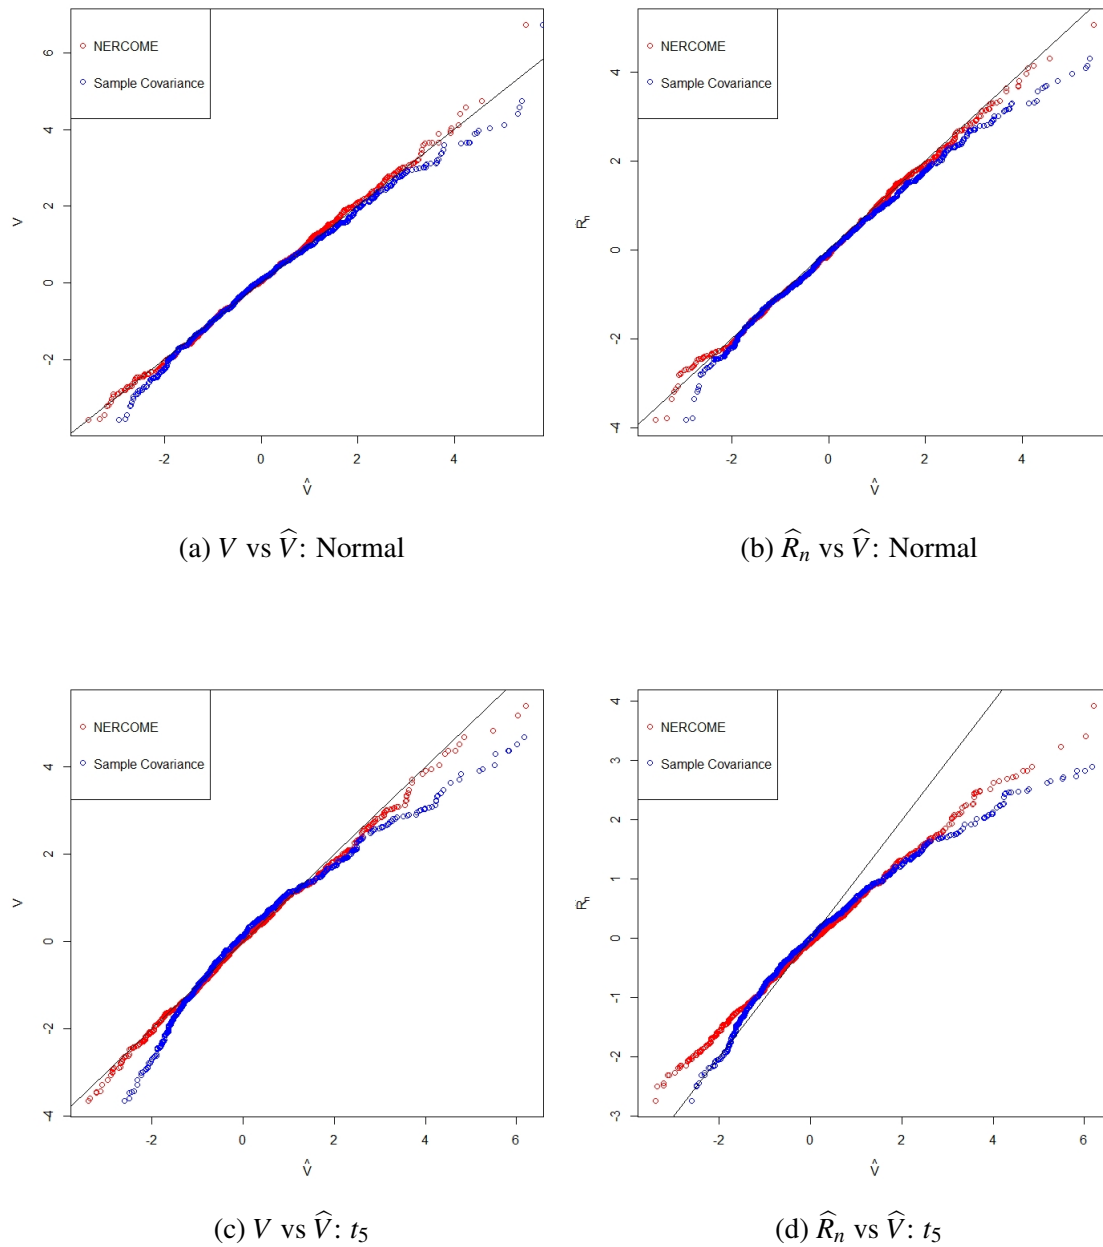 NERCOME
Sample Covariance
6
4
2
0
-2
V
-2 0 2 4
V̂
(a) V vs V̂: Normal
NERCOME
Sample Covariance
4
2
0
-2
-4
R̂n
-2 0 2 4
V̂
(b) R̂n vs V̂: Normal
NERCOME
Sample Covariance
4
2
0
-2
-4
V
-2 0 2 4 6
V̂
(c) V vs V̂: t5
NERCOME
Sample Covariance
4
3
2
1
0
-1
-2
-3
R̂n
-2 0 2 4 6
V̂
(d) R̂n vs V̂: t5